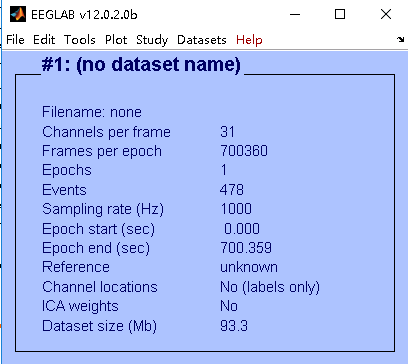 EEGLAB v12.0.2.0b
File Edit Tools Plot Study Datasets Help
#1: (no dataset name)
Filename: none
Channels per frame 31
Frames per epoch 700360
Epochs 1
Events 478
Sampling rate (Hz) 1000
Epoch start (sec) 0.000
Epoch end (sec) 700.359
Reference unknown
Channel locations No (labels only)
ICA weights No
Dataset size (Mb) 93.3